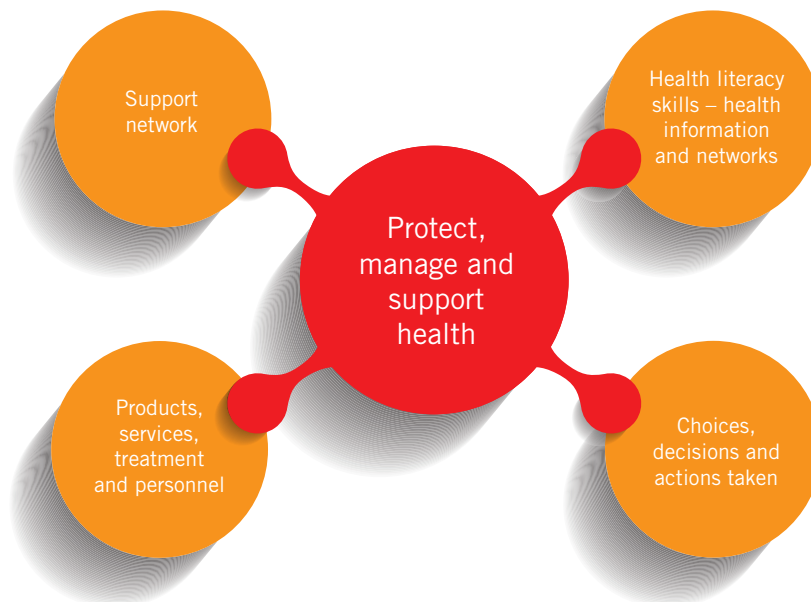 Support
network
Health literacy
skills – health
information
and networks
Protect,
manage and
support
health
Products,
services,
treatment
and personnel
Choices,
decisions and
actions taken